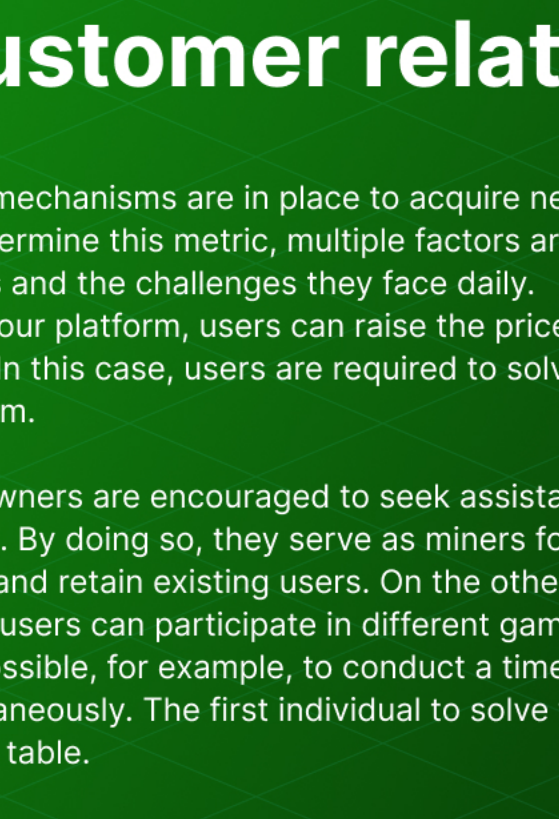 ustomer relat
mechanisms are in place to acquire ne
ermine this metric, multiple factors ar
s and the challenges they face daily.
our platform, users can raise the price
In this case, users are required to solv
m.
wners are encouraged to seek assista
. By doing so, they serve as miners fo
and retain existing users. On the othe
users can participate in different gam
ossible, for example, to conduct a time
aneously. The first individual to solve
table.